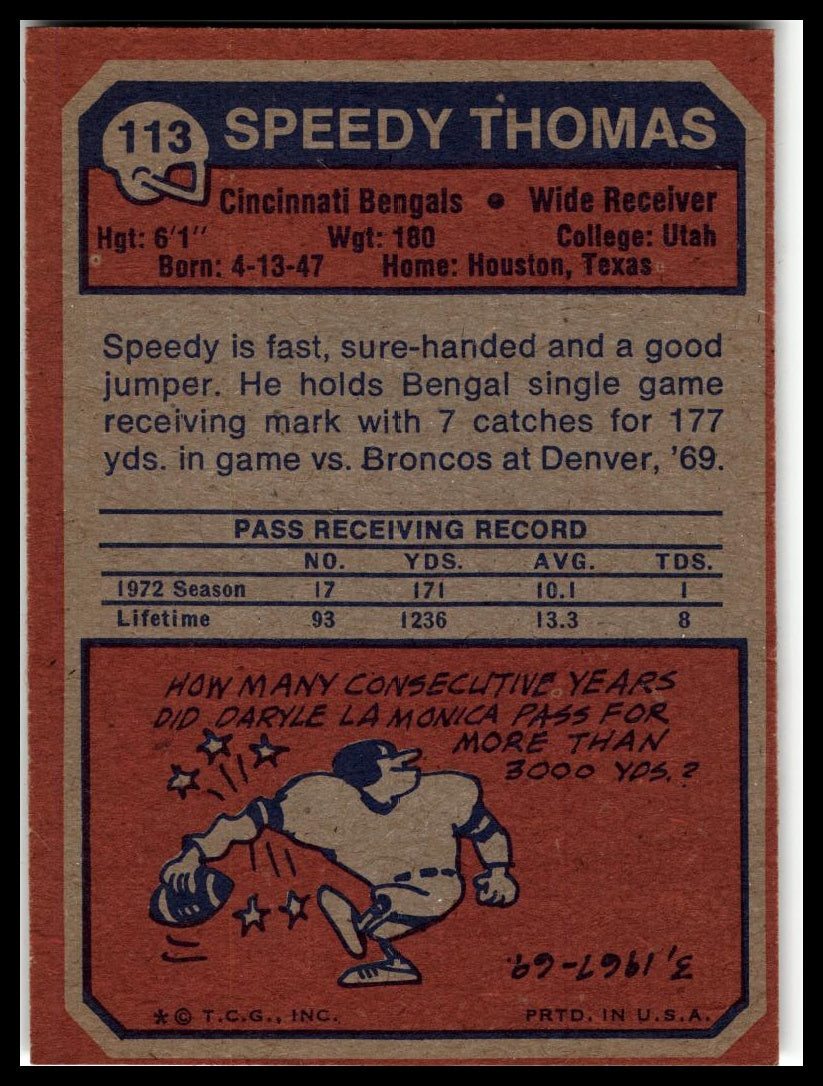 113 SPEEDY THOMAS
Cincinnati Bengals • Wide Receiver
Hgt: 6'1" Wgt: 180 College: Utah
Born: 4-13-47 Home: Houston, Texas
Speedy is fast, sure-handed and a good
jumper. He holds Bengal single game
receiving mark with 7 catches for 177
yds. in game vs. Broncos at Denver, '69.
PASS RECEIVING RECORD
NO. YDS. AVG. TDS.
1972 Season 17 171 10.1 1
Lifetime 93 1236 13.3 8
HOW MANY CONSECUTIVE YEARS
DID DARYLE LA MONICA PASS FOR
MORE THAN
3000 YDS.?
3, 1967-69.
* © T.C.G., INC. PRTD. IN U.S.A.